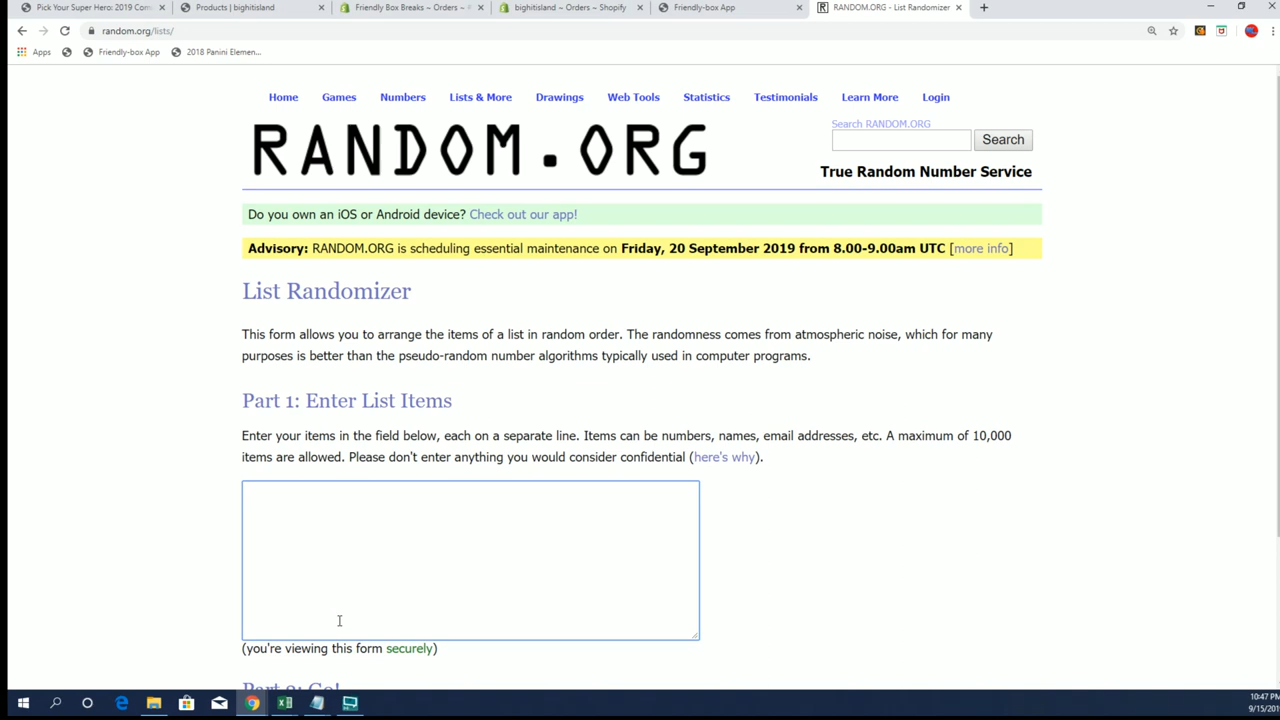 Pick Your Super Hero: 2019 Com
Products | bighitisland
Friendly Box Breaks ~ Orders ~
bighitisland ~ Orders ~ Shopify
Friendly-box App
RANDOM.ORG - List Randomizer
random.org/lists/
Apps
Friendly-box App
2018 Panini Elemen...
Home Games Numbers Lists & More Drawings Web Tools Statistics Testimonials Learn More Login
Search RANDOM.ORG
RANDOM.ORG
Search
True Random Number Service
Do you own an iOS or Android device? Check out our app!
Advisory: RANDOM.ORG is scheduling essential maintenance on Friday, 20 September 2019 from 8.00-9.00am UTC [more info]
List Randomizer
This form allows you to arrange the items of a list in random order. The randomness comes from atmospheric noise, which for many
purposes is better than the pseudo-random number algorithms typically used in computer programs.
Part 1: Enter List Items
Enter your items in the field below, each on a separate line. Items can be numbers, names, email addresses, etc. A maximum of 10,000
items are allowed. Please don't enter anything you would consider confidential (here's why).
(you're viewing this form securely)
Part 2: Go!
10:47 PM
9/15/201